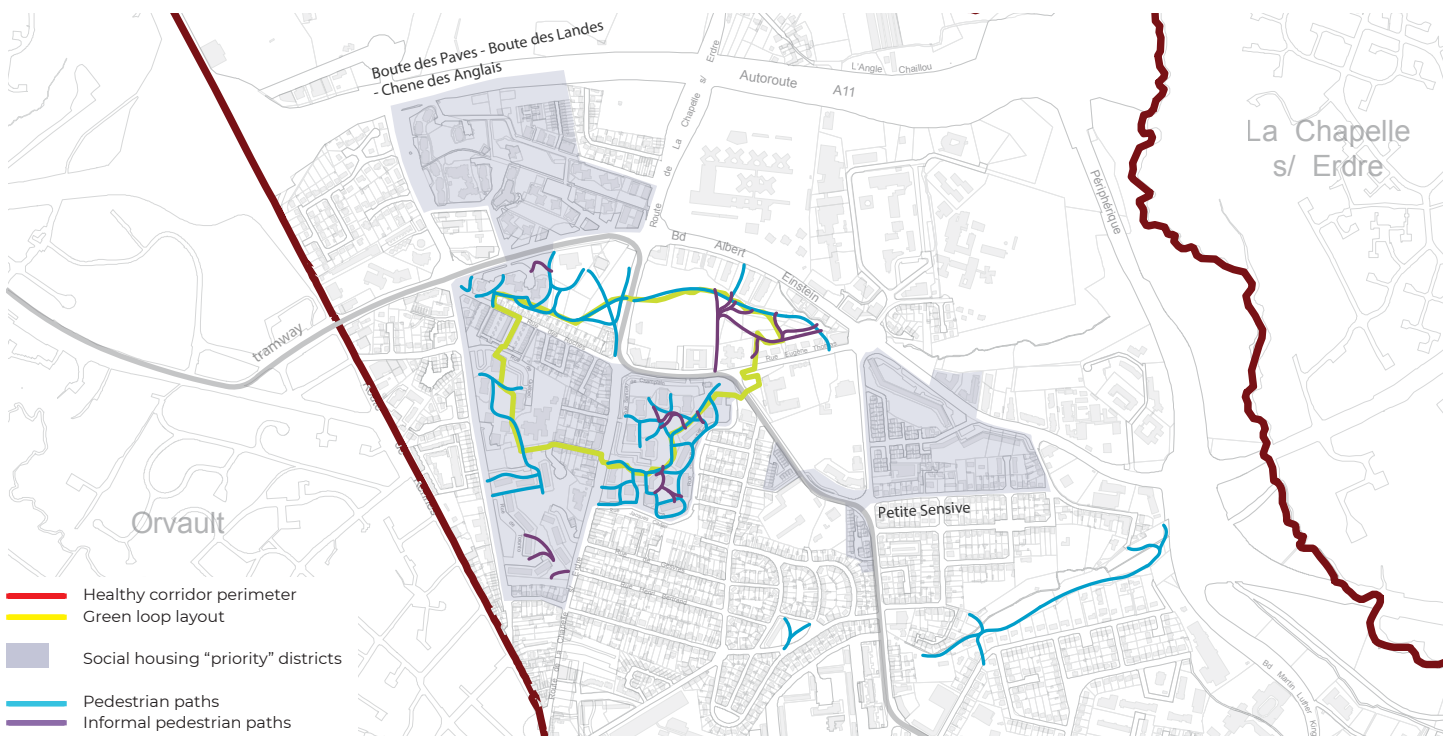 Boute des Paves - Boute des Landes
- Chene des Anglais
Erdre
s/
La Chapelle
de
Route
L'Angle Chaillou
Autoroute A11
La Chapelle
s/ Erdre
Périphérique
Bd Albert
Einstein
tramway
Rue Eugène Thomas
Petite Sensive
Orvault
Route de
Bd Martin Luther King
Healthy corridor perimeter
Green loop layout
Social housing “priority” districts
Pedestrian paths
Informal pedestrian paths